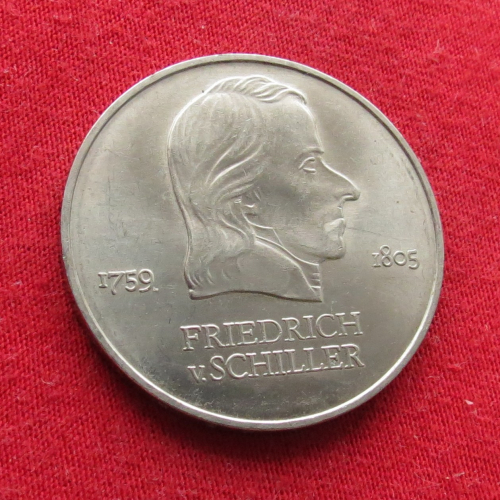 1759.
1805
FRIEDRICH
v. SCHILLER